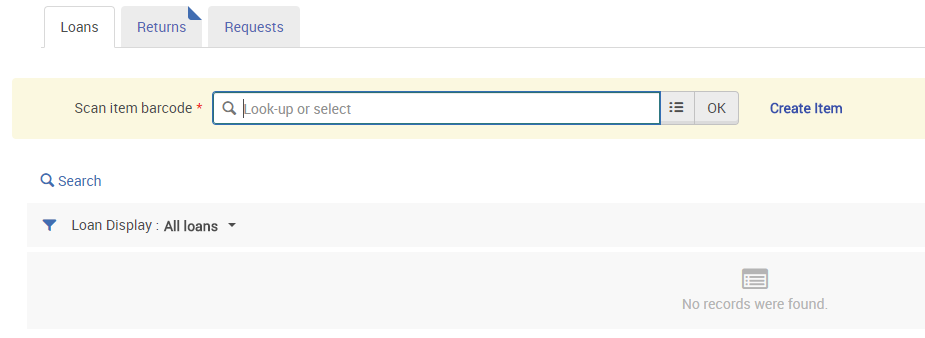 Loans Returns Requests
Scan item barcode * Look-up or select OK Create Item
Search
Loan Display : All loans
No records were found.